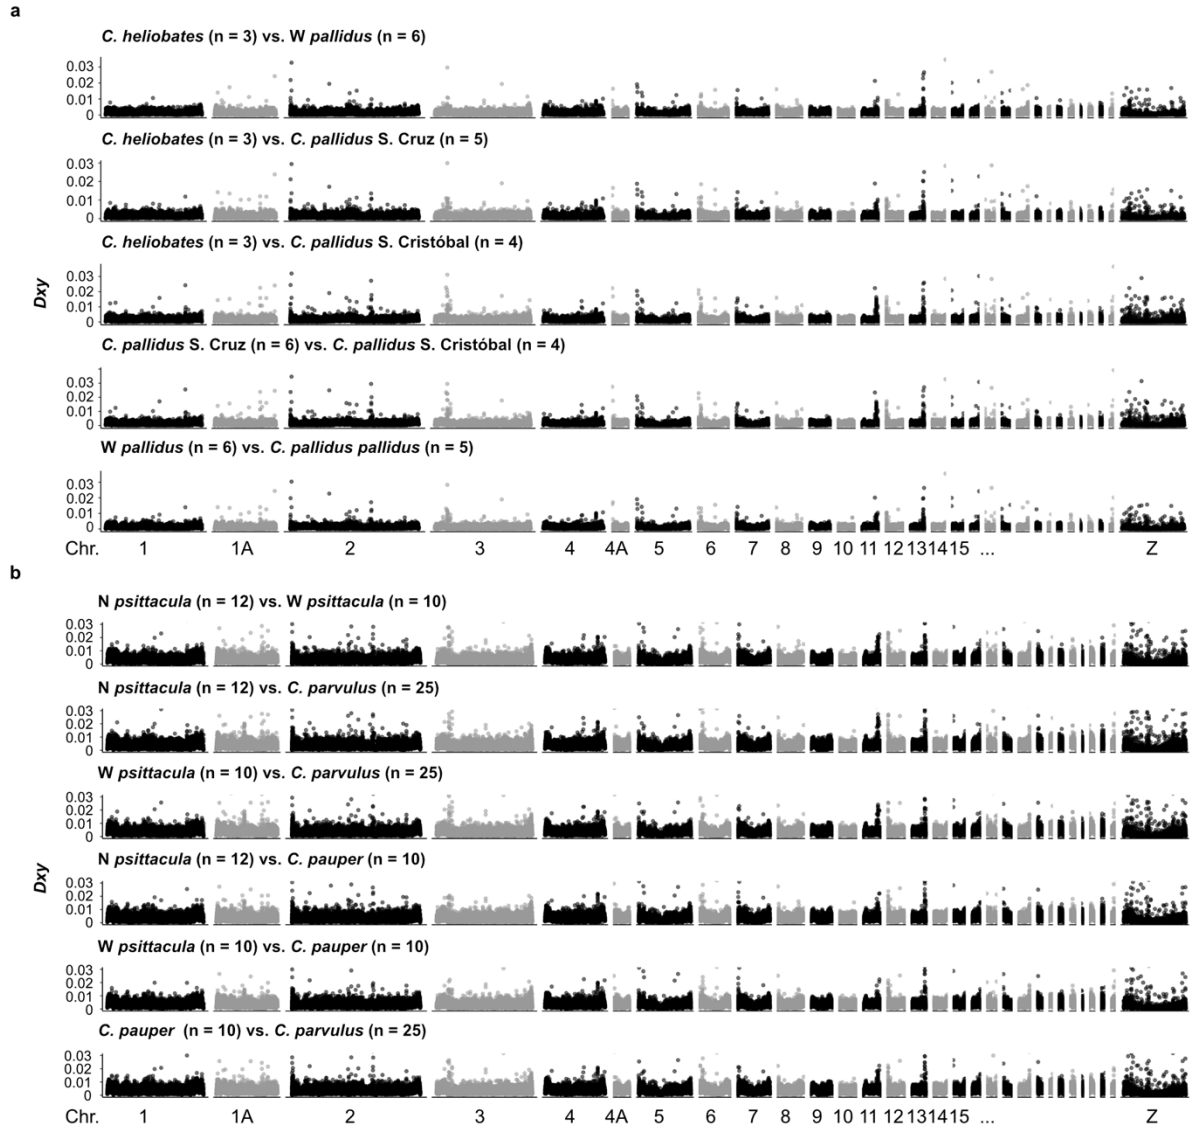 a
C. heliobates (n = 3) vs. W pallidus (n = 6)
0.03
0.02
0.01
0
C. heliobates (n = 3) vs. C. pallidus S. Cruz (n = 5)
0.03
0.02
0.01
0
C. heliobates (n = 3) vs. C. pallidus S. Cristóbal (n = 4)
0.03
0.02
0.01
0
Dxy
C. pallidus S. Cruz (n = 6) vs. C. pallidus S. Cristóbal (n = 4)
0.03
0.02
0.01
0
W pallidus (n = 6) vs. C. pallidus pallidus (n = 5)
0.03
0.02
0.01
0
Chr. 1 1A 2 3 4 4A 5 6 7 8 9 10 11 12 13 14 15 ... Z
b
N psittacula (n = 12) vs. W psittacula (n = 10)
0.03
0.02
0.01
0
N psittacula (n = 12) vs. C. parvulus (n = 25)
0.03
0.02
0.01
0
W psittacula (n = 10) vs. C. parvulus (n = 25)
0.03
0.02
0.01
0
Dxy
N psittacula (n = 12) vs. C. pauper (n = 10)
0.03
0.02
0.01
0
W psittacula (n = 10) vs. C. pauper (n = 10)
0.03
0.02
0.01
0
C. pauper (n = 10) vs. C. parvulus (n = 25)
0.03
0.02
0.01
0
Chr. 1 1A 2 3 4 4A 5 6 7 8 9 10 11 12 13 14 15 ... Z